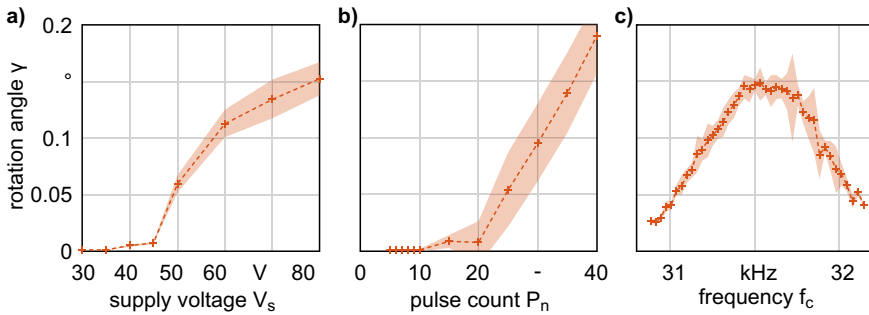 a)
b)
c)
rotation angle γ
0.2
°
0.1
0.05
0
30 40 50 60 V 80
supply voltage Vs
0 10 20 - 40
pulse count Pn
31 kHz 32
frequency fc